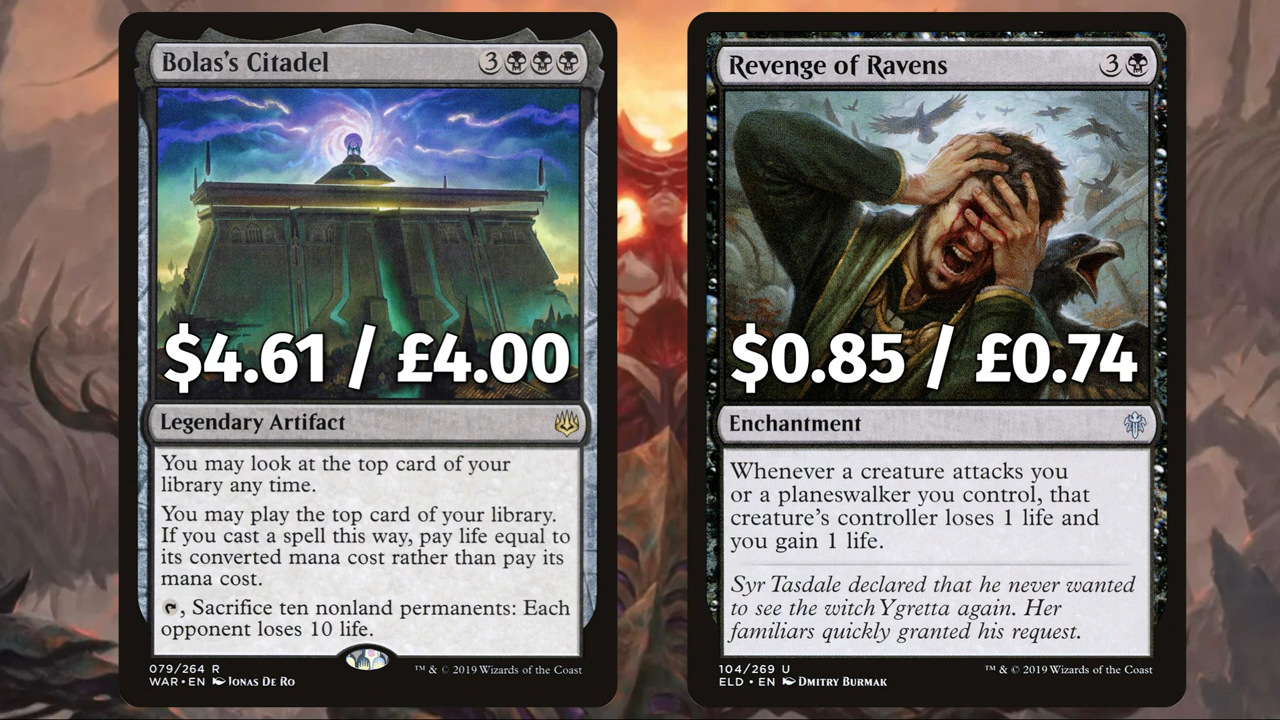 Bolas's Citadel
3
$4.61 / £4.00
Legendary Artifact
You may look at the top card of your
library any time.
You may play the top card of your library.
If you cast a spell this way, pay life equal to
its converted mana cost rather than pay its
mana cost.
, Sacrifice ten nonland permanents: Each
opponent loses 10 life.
079/264 R
WAR • EN Jonas De Ro
™ & © 2019 Wizards of the Coast
Revenge of Ravens
3
$0.85 / £0.74
Enchantment
Whenever a creature attacks you
or a planeswalker you control, that
creature's controller loses 1 life and
you gain 1 life.
Syr Tasdale declared that he never wanted
to see the witch Ygretta again. Her
familiars quickly granted his request.
104/269 U
ELD • EN Dmitry Burmak
™ & © 2019 Wizards of the Coast